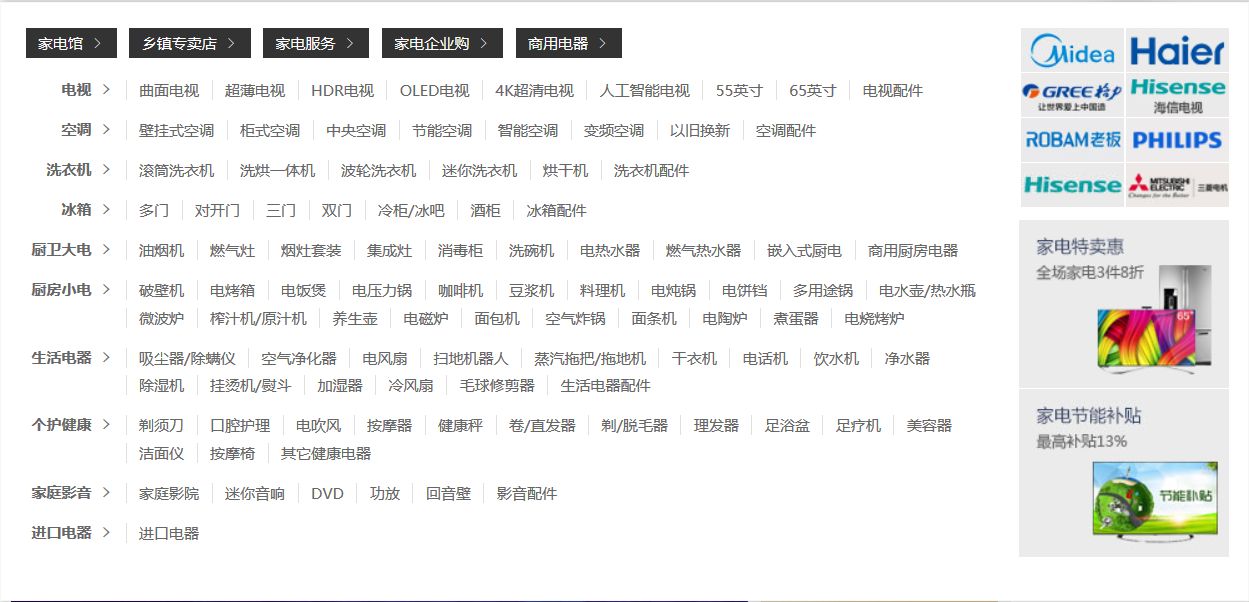 家电馆 > 乡镇专卖店 > 家电服务 > 家电企业购 > 商用电器 >
电视 > 曲面电视 超薄电视 HDR电视 OLED电视 4K超清电视 人工智能电视 55英寸 65英寸 电视配件
空调 > 壁挂式空调 柜式空调 中央空调 节能空调 智能空调 变频空调 以旧换新 空调配件
洗衣机 > 滚筒洗衣机 洗烘一体机 波轮洗衣机 迷你洗衣机 烘干机 洗衣机配件
冰箱 > 多门 对开门 三门 双门 冷柜/冰吧 酒柜 冰箱配件
厨卫大电 > 油烟机 燃气灶 烟灶套装 集成灶 消毒柜 洗碗机 电热水器 燃气热水器 嵌入式厨电 商用厨房电器
厨房小电 > 破壁机 电烤箱 电饭煲 电压力锅 咖啡机 豆浆机 料理机 电炖锅 电饼铛 多用途锅 电水壶/热水瓶
微波炉 榨汁机/原汁机 养生壶 电磁炉 面包机 空气炸锅 面条机 电陶炉 煮蛋器 电烧烤炉
生活电器 > 吸尘器/除螨仪 空气净化器 电风扇 扫地机器人 蒸汽拖把/拖地机 干衣机 电话机 饮水机 净水器
除湿机 挂烫机/熨斗 加湿器 冷风扇 毛球修剪器 生活电器配件
个护健康 > 剃须刀 口腔护理 电吹风 按摩器 健康秤 卷/直发器 剃/脱毛器 理发器 足浴盆 足疗机 美容器
洁面仪 按摩椅 其它健康电器
家庭影音 > 家庭影院 迷你音响 DVD 功放 回音壁 影音配件
进口电器 > 进口电器
Midea Haier
GREE格力 Hisense
让世界爱上中国造 海信电视
ROBAM老板 PHILIPS
Hisense MITSUBISHI ELECTRIC 三菱电机
Changes for the Better
家电特卖惠
全场家电3件8折
65"
家电节能补贴
最高补贴13%
节能补贴